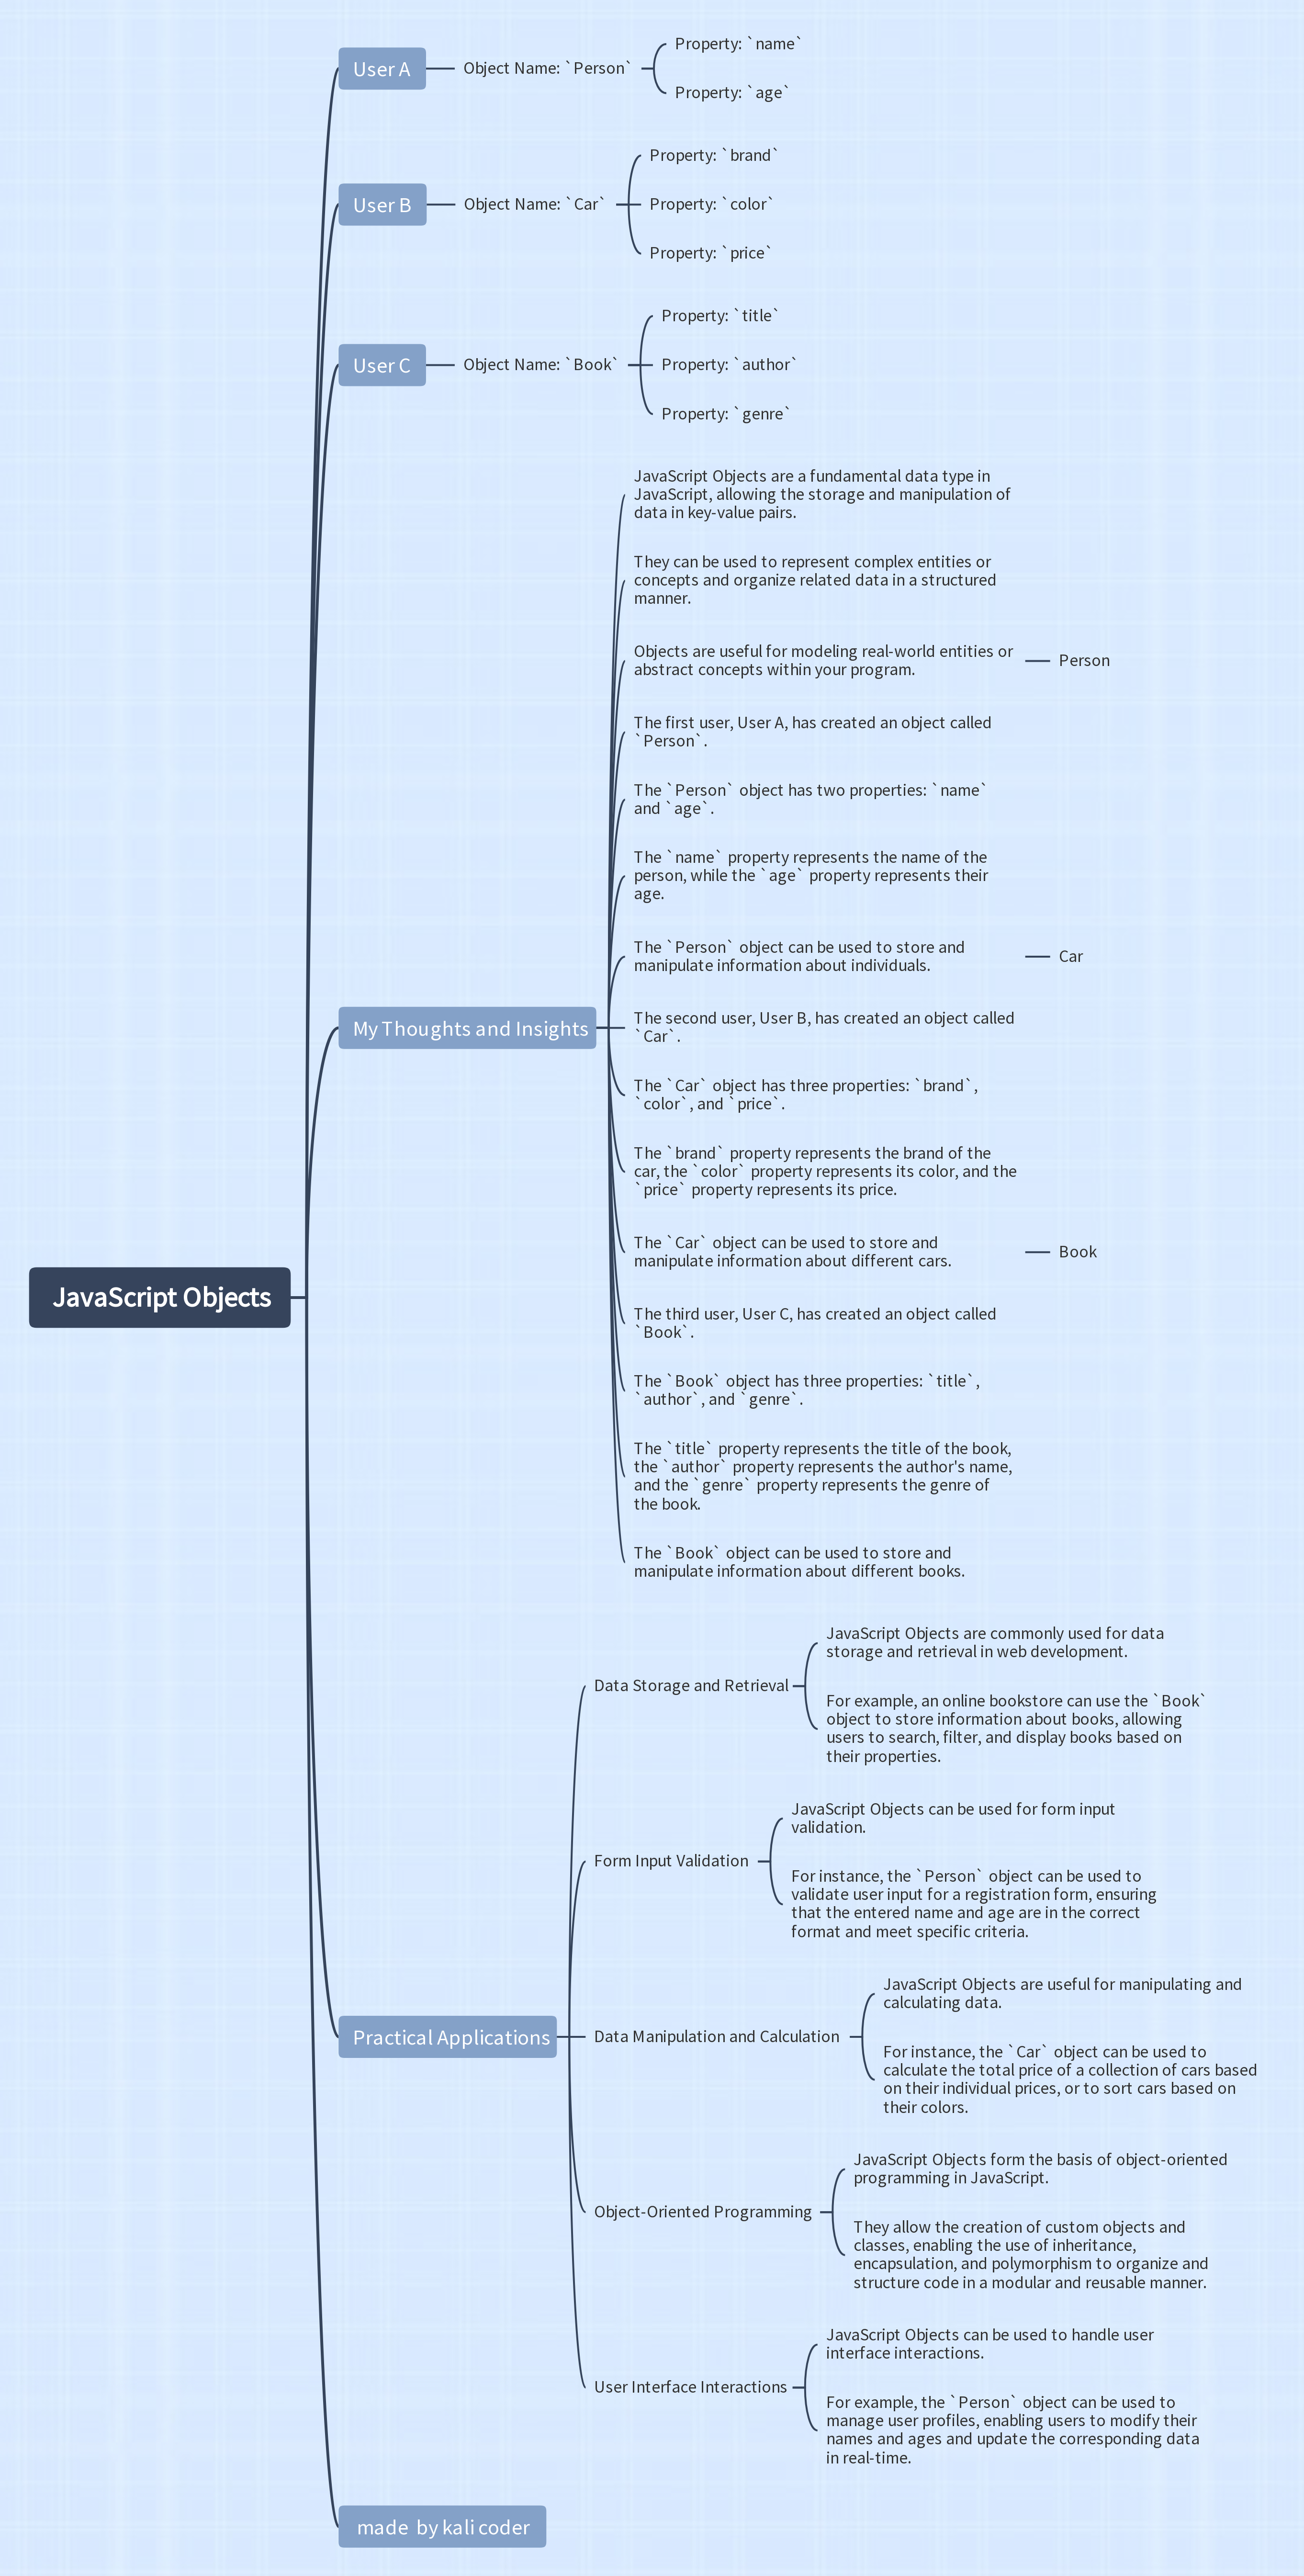 Property: `name`
User A
Object Name: `Person`
Property: `age`
Property: `brand`
User B
Object Name: `Car`
Property: `color`
Property: `price`
Property: `title`
User C
Object Name: `Book`
Property: `author`
Property: `genre`
JavaScript Objects are a fundamental data type in
JavaScript, allowing the storage and manipulation of
data in key-value pairs.
They can be used to represent complex entities or
concepts and organize related data in a structured
manner.
Objects are useful for modeling real-world entities or
abstract concepts within your program.
Person
The first user, User A, has created an object called
`Person`.
The `Person` object has two properties: `name`
and `age`.
The `name` property represents the name of the
person, while the `age` property represents their
age.
The `Person` object can be used to store and
manipulate information about individuals.
Car
My Thoughts and Insights
The second user, User B, has created an object called
`Car`.
The `Car` object has three properties: `brand`,
`color`, and `price`.
The `brand` property represents the brand of the
car, the `color` property represents its color, and the
`price` property represents its price.
The `Car` object can be used to store and
manipulate information about different cars.
Book
JavaScript Objects
The third user, User C, has created an object called
`Book`.
The `Book` object has three properties: `title`,
`author`, and `genre`.
The `title` property represents the title of the book,
the `author` property represents the author's name,
and the `genre` property represents the genre of
the book.
The `Book` object can be used to store and
manipulate information about different books.
Data Storage and Retrieval
JavaScript Objects are commonly used for data
storage and retrieval in web development.
For example, an online bookstore can use the `Book`
object to store information about books, allowing
users to search, filter, and display books based on
their properties.
Form Input Validation
JavaScript Objects can be used for form input
validation.
For instance, the `Person` object can be used to
validate user input for a registration form, ensuring
that the entered name and age are in the correct
format and meet specific criteria.
Practical Applications
Data Manipulation and Calculation
JavaScript Objects are useful for manipulating and
calculating data.
For instance, the `Car` object can be used to
calculate the total price of a collection of cars based
on their individual prices, or to sort cars based on
their colors.
Object-Oriented Programming
JavaScript Objects form the basis of object-oriented
programming in JavaScript.
They allow the creation of custom objects and
classes, enabling the use of inheritance,
encapsulation, and polymorphism to organize and
structure code in a modular and reusable manner.
User Interface Interactions
JavaScript Objects can be used to handle user
interface interactions.
For example, the `Person` object can be used to
manage user profiles, enabling users to modify their
names and ages and update the corresponding data
in real-time.
made by kali coder